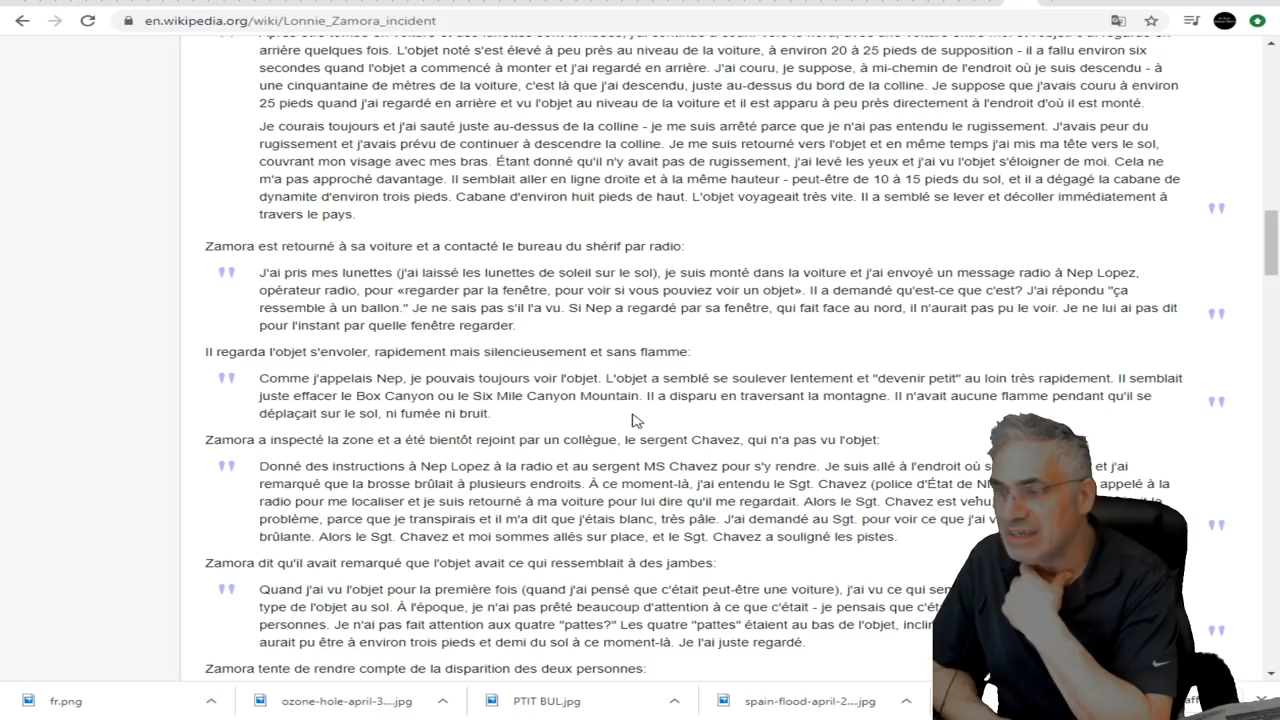 en.wikipedia.org/wiki/Lonnie_Zamora_incident
arrière quelques fois. L'objet noté s'est élevé à peu près au niveau de la voiture, à environ 20 à 25 pieds de supposition - il a fallu environ six
secondes quand l'objet a commencé à monter et j'ai regardé en arrière. J'ai couru, je suppose, à mi-chemin de l'endroit où je suis descendu - à
une cinquantaine de mètres de la voiture, c'est là que j'ai descendu, juste au-dessus du bord de la colline. Je suppose que j'avais couru à environ
25 pieds quand j'ai regardé en arrière et vu l'objet au niveau de la voiture et il est apparu à peu près directement à l'endroit d'où il est monté.
Je courais toujours et j'ai sauté juste au-dessus de la colline - je me suis arrêté parce que je n'ai pas entendu le rugissement. J'avais peur du
rugissement et j'avais prévu de continuer à descendre la colline. Je me suis retourné vers l'objet et en même temps j'ai mis ma tête vers le sol,
couvrant mon visage avec mes bras. Étant donné qu'il n'y avait pas de rugissement, j'ai levé les yeux et j'ai vu l'objet s'éloigner de moi. Cela ne
m'a pas approché davantage. Il semblait aller en ligne droite et à la même hauteur - peut-être de 10 à 15 pieds du sol, et il a dégagé la cabane de
dynamite d'environ trois pieds. Cabane d'environ huit pieds de haut. L'objet voyageait très vite. Il a semblé se lever et décoller immédiatement à
travers le pays.
Zamora est retourné à sa voiture et a contacté le bureau du shérif par radio:
J'ai pris mes lunettes (j'ai laissé les lunettes de soleil sur le sol), je suis monté dans la voiture et j'ai envoyé un message radio à Nep Lopez,
opérateur radio, pour «regarder par la fenêtre, pour voir si vous pouviez voir un objet». Il a demandé qu'est-ce que c'est? J'ai répondu "ça
ressemble à un ballon." Je ne sais pas s'il l'a vu. Si Nep a regardé par sa fenêtre, qui fait face au nord, il n'aurait pas pu le voir. Je ne lui ai pas dit
pour l'instant par quelle fenêtre regarder.
Il regarda l'objet s'envoler, rapidement mais silencieusement et sans flamme:
Comme j'appelais Nep, je pouvais toujours voir l'objet. L'objet a semblé se soulever lentement et "devenir petit" au loin très rapidement. Il semblait
juste effacer le Box Canyon ou le Six Mile Canyon Mountain. Il a disparu en traversant la montagne. Il n'avait aucune flamme pendant qu'il se
déplaçait sur le sol, ni fumée ni bruit.
Zamora a inspecté la zone et a été bientôt rejoint par un collègue, le sergent Chavez, qui n'a pas vu l'objet:
Donné des instructions à Nep Lopez à la radio et au sergent MS Chavez pour s'y rendre. Je suis allé à l'endroit où et j'ai
remarqué que la brosse brûlait à plusieurs endroits. À ce moment-là, j'ai entendu le Sgt. Chavez (police d'État de appelé à la
radio pour me localiser et je suis retourné à ma voiture pour lui dire qu'il me regardait. Alors le Sgt. Chavez est
problème, parce que je transpirais et il m'a dit que j'étais blanc, très pâle. J'ai demandé au Sgt. pour voir ce que j'ai
brûlante. Alors le Sgt. Chavez et moi sommes allés sur place, et le Sgt. Chavez a souligné les pistes.
Zamora dit qu'il avait remarqué que l'objet avait ce qui ressemblait à des jambes:
Quand j'ai vu l'objet pour la première fois (quand j'ai pensé que c'était peut-être une voiture), j'ai vu ce qui
type de l'objet au sol. À l'époque, je n'ai pas prêté beaucoup d'attention à ce que c'était - je pensais que
personnes. Je n'ai pas fait attention aux quatre "pattes?" Les quatre "pattes" étaient au bas de l'objet,
aurait pu être à environ trois pieds et demi du sol à ce moment-là. Je l'ai juste regardé.
Zamora tente de rendre compte de la disparition des deux personnes:
fr.png
ozone-hole-april-3....jpg
PTIT BUL.jpg
spain-flood-april-2....jpg